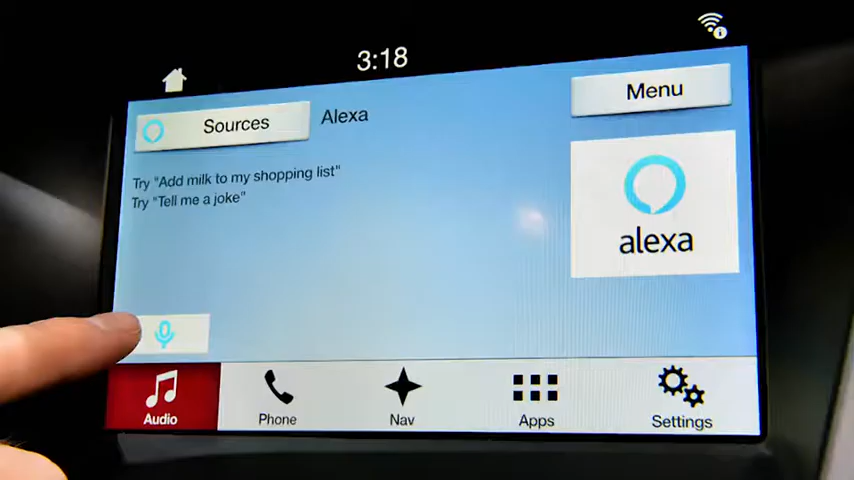 3:18
Sources
Alexa
Menu
Try "Add milk to my shopping list"
Try "Tell me a joke"
alexa
Audio
Phone
Nav
Apps
Settings